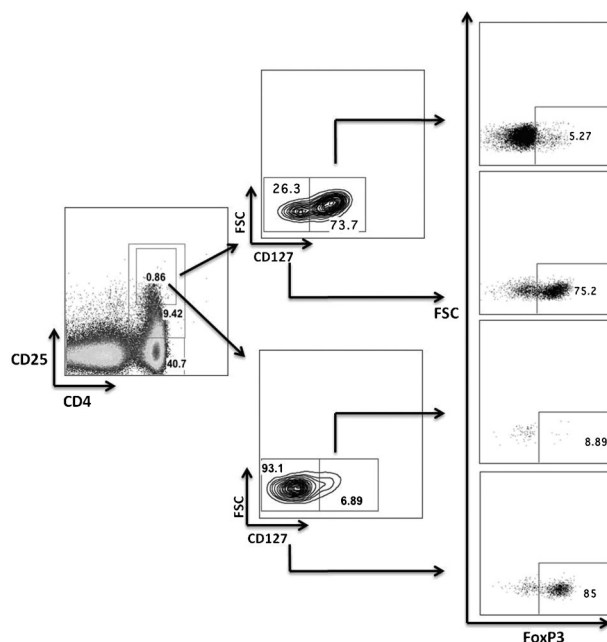 5.27
26.3
73.7
FSC
CD127
75.2
FSC
0.86
9.42
40.7
CD25
CD4
8.89
93.1
6.89
FSC
CD127
85
FoxP3